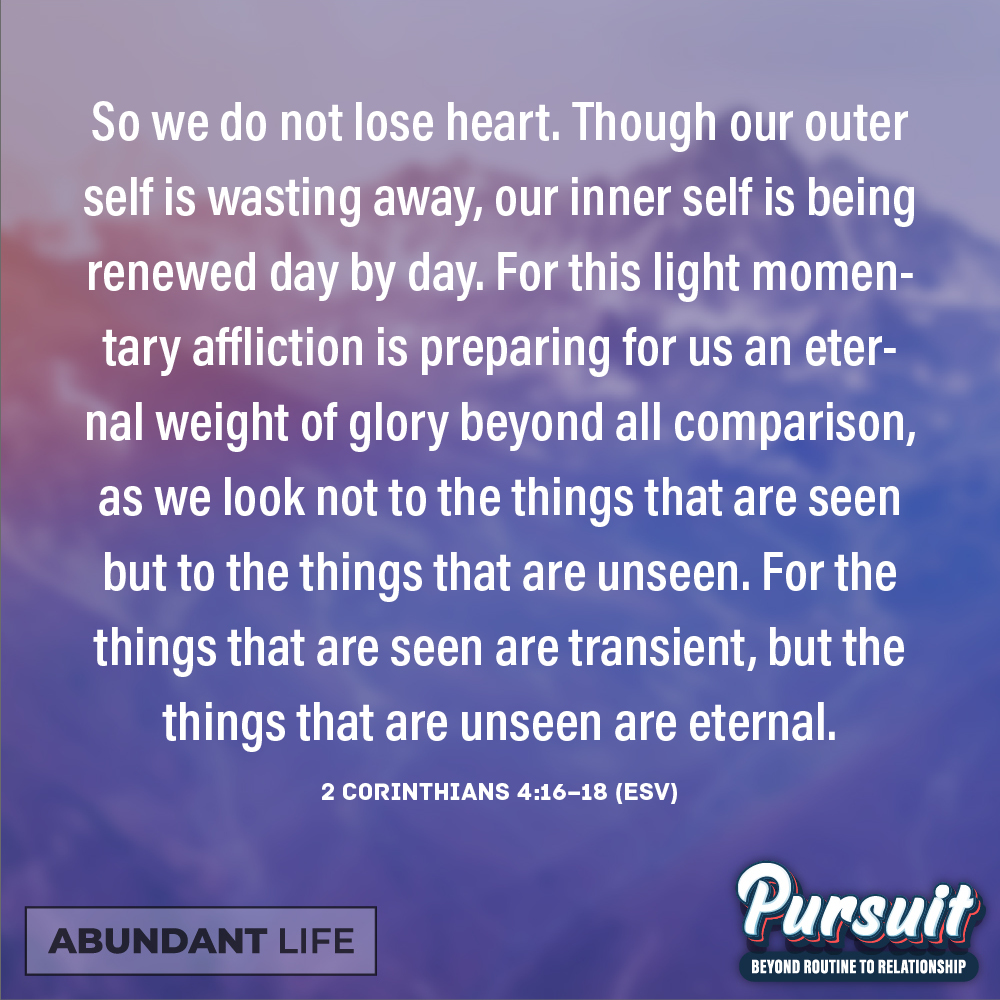 So we do not lose heart. Though our outer
self is wasting away, our inner self is being
renewed day by day. For this light momen-
tary affliction is preparing for us an eter-
nal weight of glory beyond all comparison,
as we look not to the things that are seen
but to the things that are unseen. For the
things that are seen are transient, but the
things that are unseen are eternal.
2 CORINTHIANS 4:16–18 (ESV)
ABUNDANT LIFE
Pursuit
BEYOND ROUTINE TO RELATIONSHIP